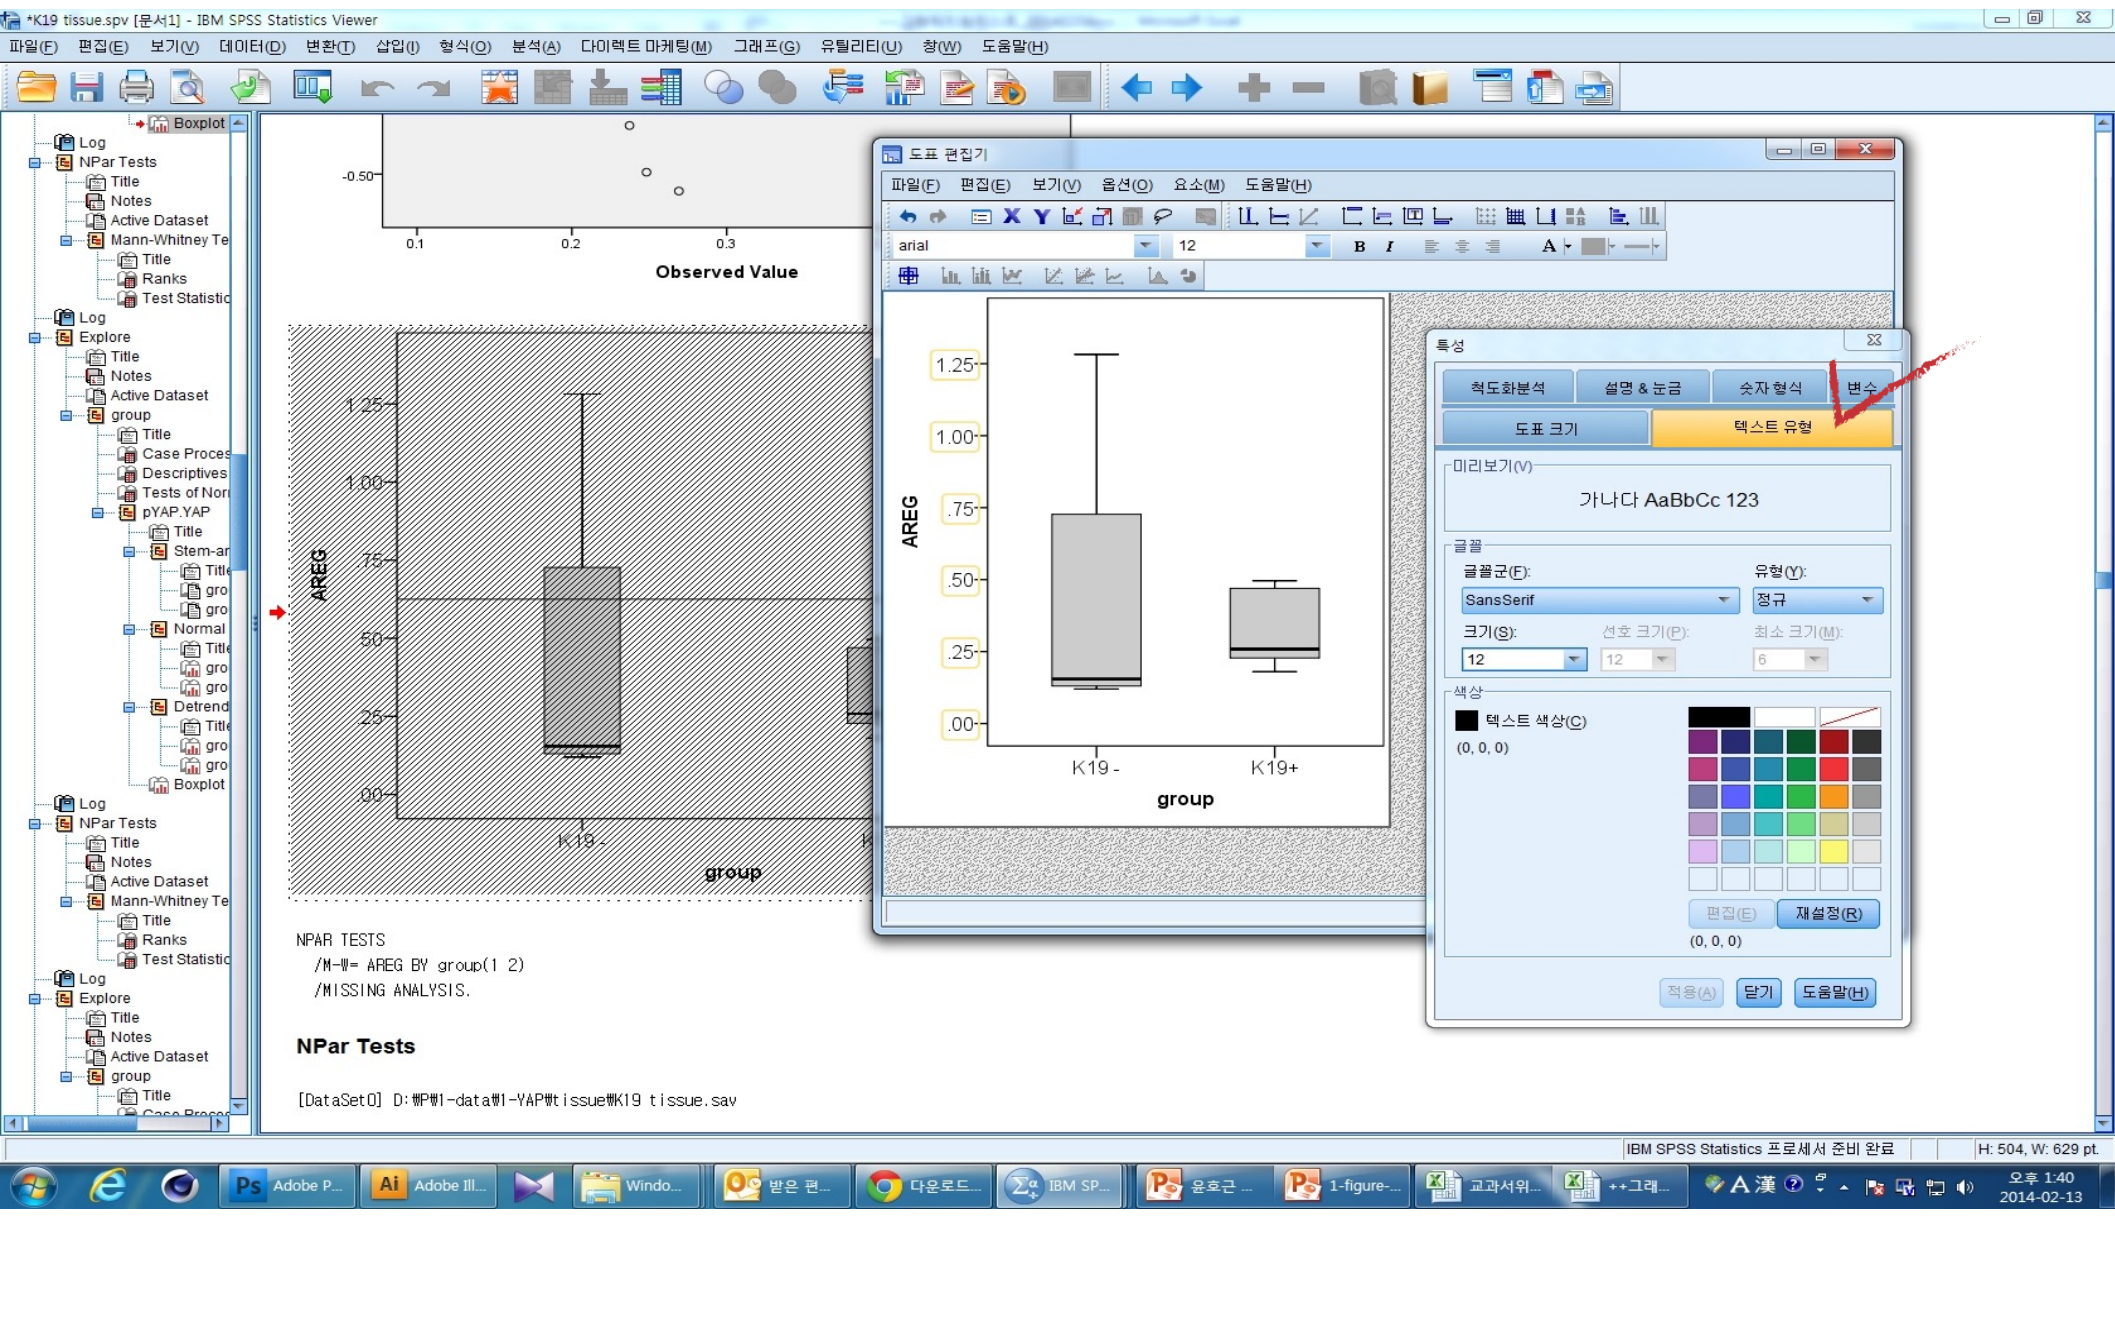 *K19 tissue.spv [문서1] - IBM SPSS Statistics Viewer
파일(F) 편집(E) 보기(V) 데이터(D) 변환(T) 삽입(I) 형식(O) 분석(A) 다이렉트 마케팅(M) 그래프(G) 유틸리티(U) 창(W) 도움말(H)
Boxplot
Log
NPar Tests
Title
Notes
Active Dataset
Mann-Whitney Te
Title
Ranks
Test Statistic
Log
Explore
Title
Notes
Active Dataset
group
Title
Case Proces
Descriptives
Tests of Nor
pYAP.YAP
Title
Stem-ar
Title
gro
gro
Normal
Title
gro
gro
Detrend
Title
gro
gro
Boxplot
Log
NPar Tests
Title
Notes
Active Dataset
Mann-Whitney Te
Title
Ranks
Test Statistic
Log
Explore
Title
Notes
Active Dataset
group
Title
Case Proces
-0.50
0.1 0.2 0.3
Observed Value
1.25
1.00
.75
.50
.25
.00
AREG
K19 -
group
NPAR TESTS
/M-W= AREG BY group(1 2)
/MISSING ANALYSIS.
NPar Tests
[DataSet0] D:₩P₩1-data₩1-YAP₩tissue₩K19 tissue.sav
도표 편집기
파일(F) 편집(E) 보기(V) 옵션(O) 요소(M) 도움말(H)
X Y
arial 12 B I A
1.25
1.00
.75
.50
.25
.00
AREG
K19 - K19+
group
특성
척도화분석 설명 & 눈금 숫자 형식 변수
도표 크기 텍스트 유형
미리보기(V)
가나다 AaBbCc 123
글꼴
글꼴군(F): 유형(Y):
SansSerif 정규
크기(S): 선호 크기(P): 최소 크기(M):
12 12 6
색상
텍스트 색상(C)
(0, 0, 0)
편집(E) 재설정(R)
(0, 0, 0)
적용(A) 닫기 도움말(H)
IBM SPSS Statistics 프로세서 준비 완료 H: 504, W: 629 pt.
Ps Adobe P... Ai Adobe Ill... Windo... 받은 편... 다운로드... IBM SP... 윤호근 ... 1-figure-... 교과서위... ++그래... A 漢
오후 1:40
2014-02-13